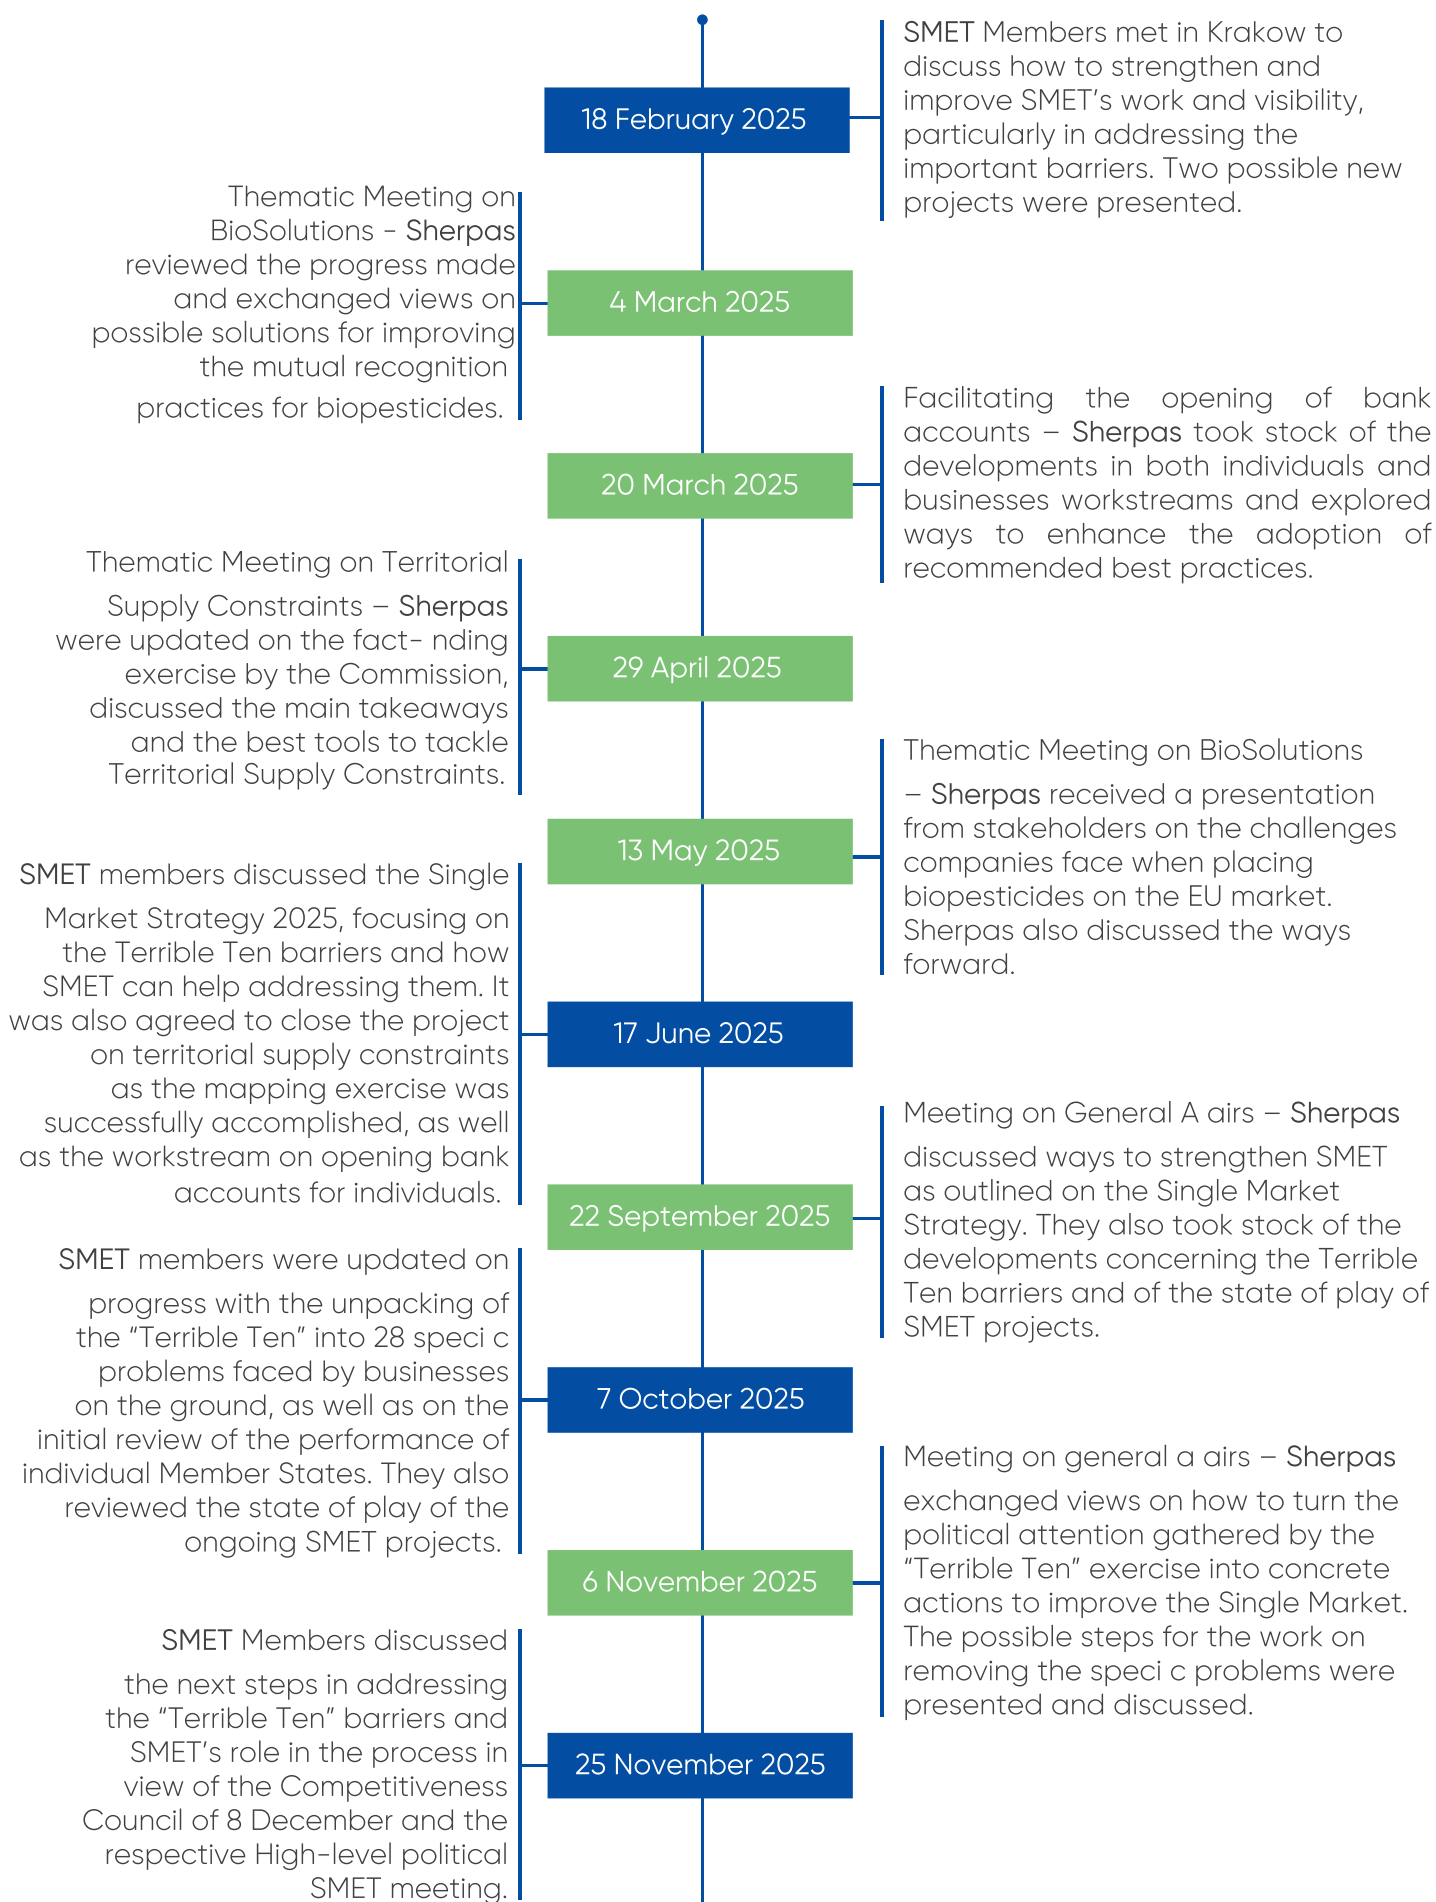 18 February 2025
SMET Members met in Krakow to
discuss how to strengthen and
improve SMET's work and visibility,
particularly in addressing the
important barriers. Two possible new
projects were presented.
Thematic Meeting on
BioSolutions - Sherpas
reviewed the progress made
and exchanged views on
possible solutions for improving
the mutual recognition
practices for biopesticides.
4 March 2025
20 March 2025
Facilitating the opening of bank
accounts – Sherpas took stock of the
developments in both individuals and
businesses workstreams and explored
ways to enhance the adoption of
recommended best practices.
Thematic Meeting on Territorial
Supply Constraints – Sherpas
were updated on the fact- nding
exercise by the Commission,
discussed the main takeaways
and the best tools to tackle
Territorial Supply Constraints.
29 April 2025
13 May 2025
Thematic Meeting on BioSolutions
– Sherpas received a presentation
from stakeholders on the challenges
companies face when placing
biopesticides on the EU market.
Sherpas also discussed the ways
forward.
SMET members discussed the Single
Market Strategy 2025, focusing on
the Terrible Ten barriers and how
SMET can help addressing them. It
was also agreed to close the project
on territorial supply constraints
as the mapping exercise was
successfully accomplished, as well
as the workstream on opening bank
accounts for individuals.
17 June 2025
22 September 2025
Meeting on General A airs – Sherpas
discussed ways to strengthen SMET
as outlined on the Single Market
Strategy. They also took stock of the
developments concerning the Terrible
Ten barriers and of the state of play of
SMET projects.
SMET members were updated on
progress with the unpacking of
the “Terrible Ten” into 28 speci c
problems faced by businesses
on the ground, as well as on the
initial review of the performance of
individual Member States. They also
reviewed the state of play of the
ongoing SMET projects.
7 October 2025
6 November 2025
Meeting on general a airs – Sherpas
exchanged views on how to turn the
political attention gathered by the
“Terrible Ten” exercise into concrete
actions to improve the Single Market.
The possible steps for the work on
removing the speci c problems were
presented and discussed.
SMET Members discussed
the next steps in addressing
the “Terrible Ten” barriers and
SMET's role in the process in
view of the Competitiveness
Council of 8 December and the
respective High-level political
SMET meeting.
25 November 2025